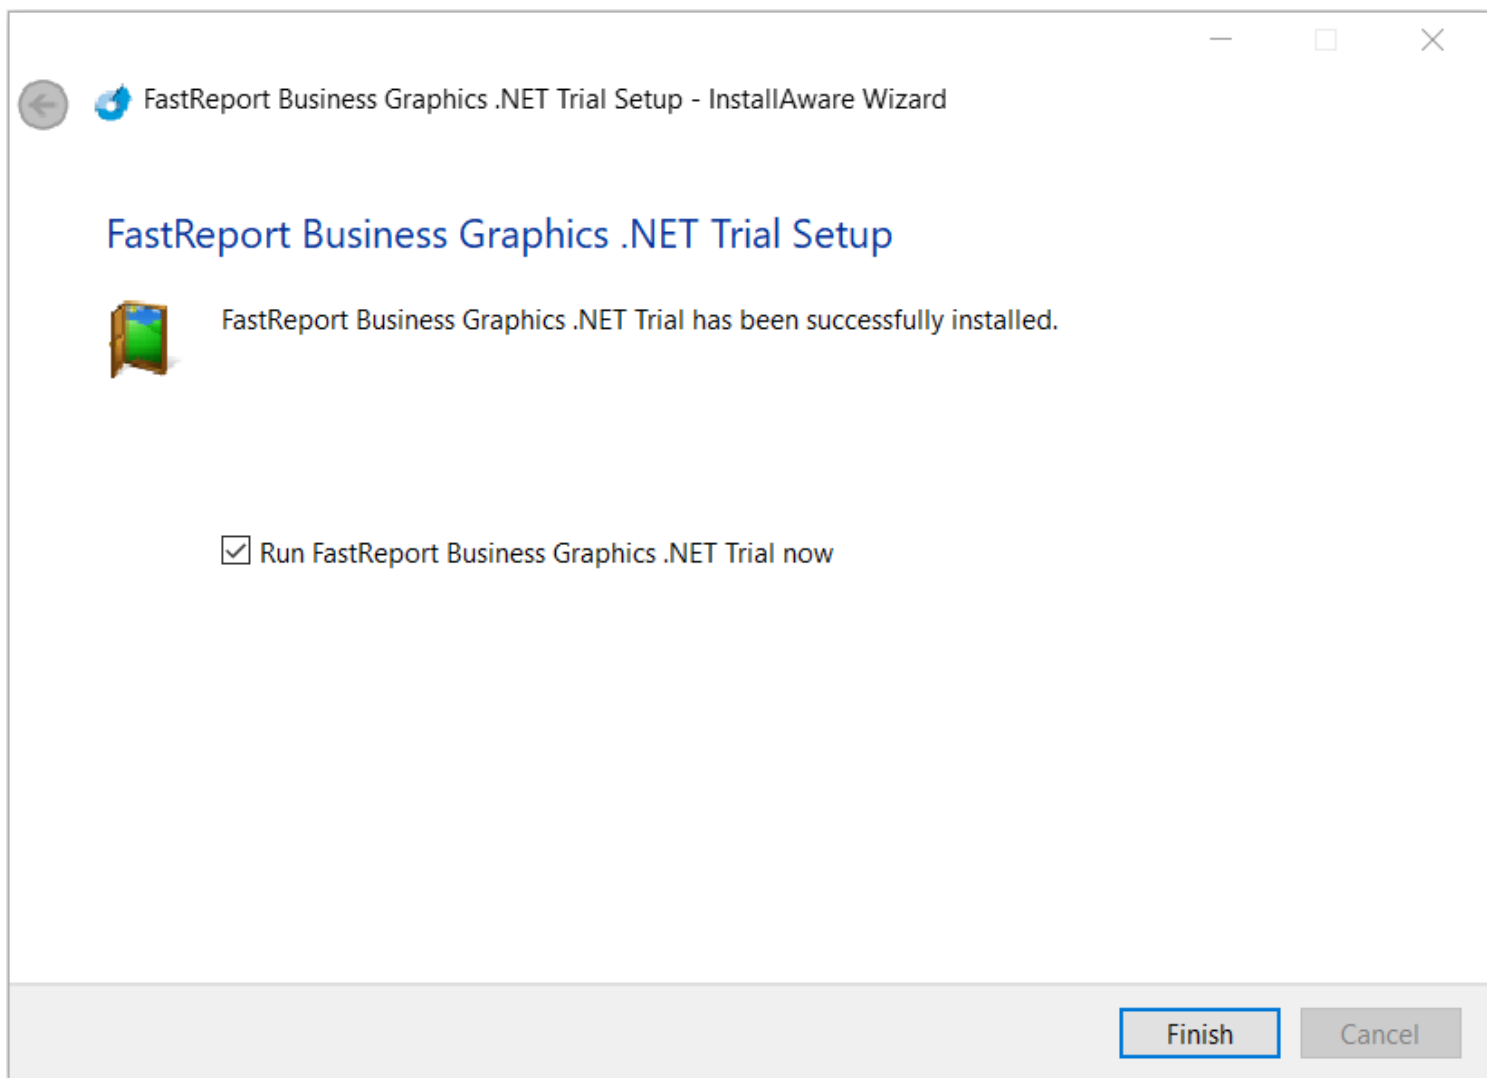 FastReport Business Graphics .NET Trial Setup - InstallAware Wizard
FastReport Business Graphics .NET Trial Setup
FastReport Business Graphics .NET Trial has been successfully installed.
Run FastReport Business Graphics .NET Trial now
Finish
Cancel